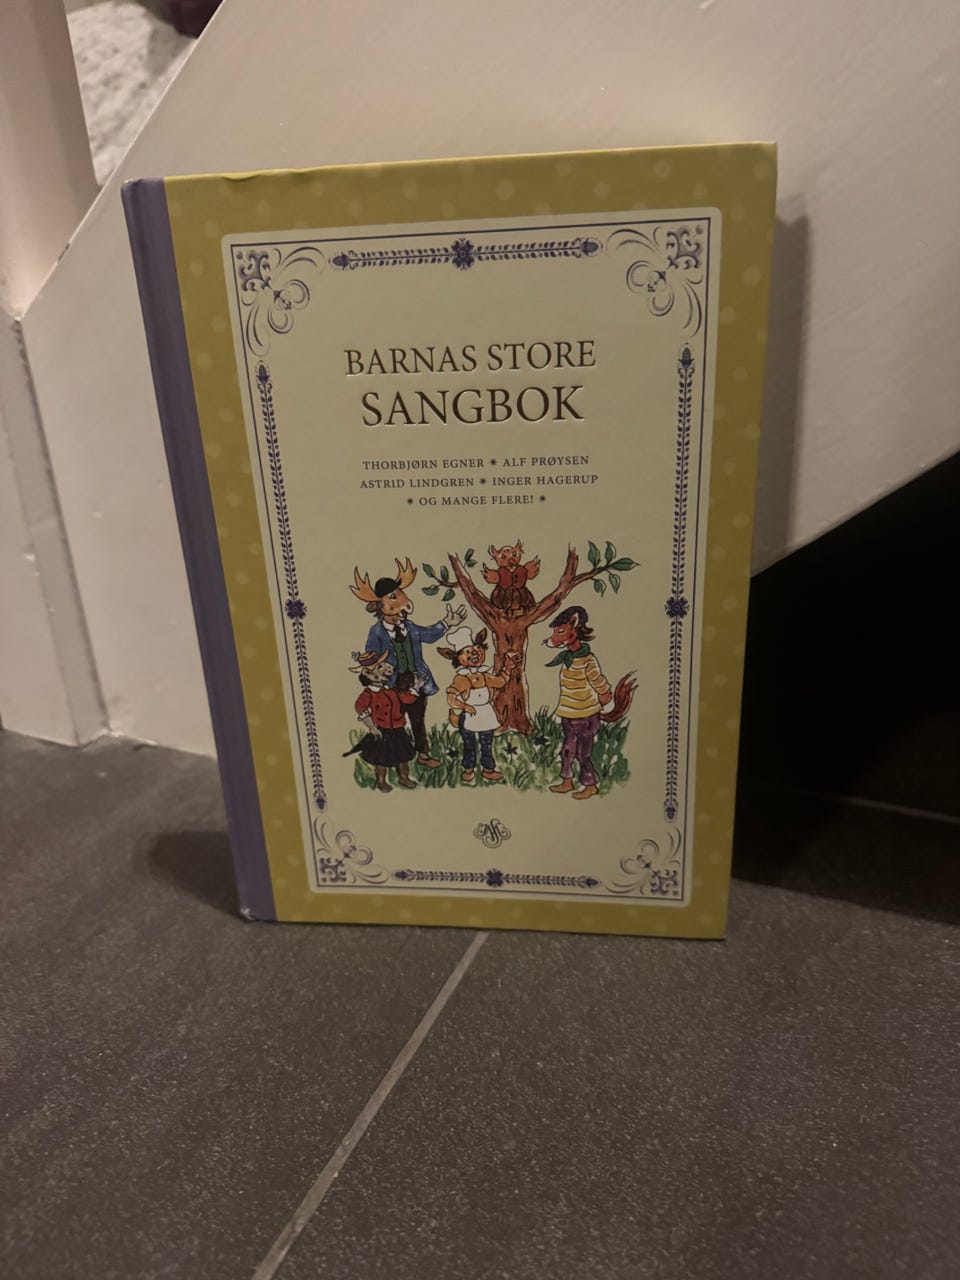 BARNAS STORE
SANGBOK
THORBJØRN EGNER * ALF PRØYSEN
ASTRID LINDGREN * INGER HAGERUP
* OG MANGE FLERE! *